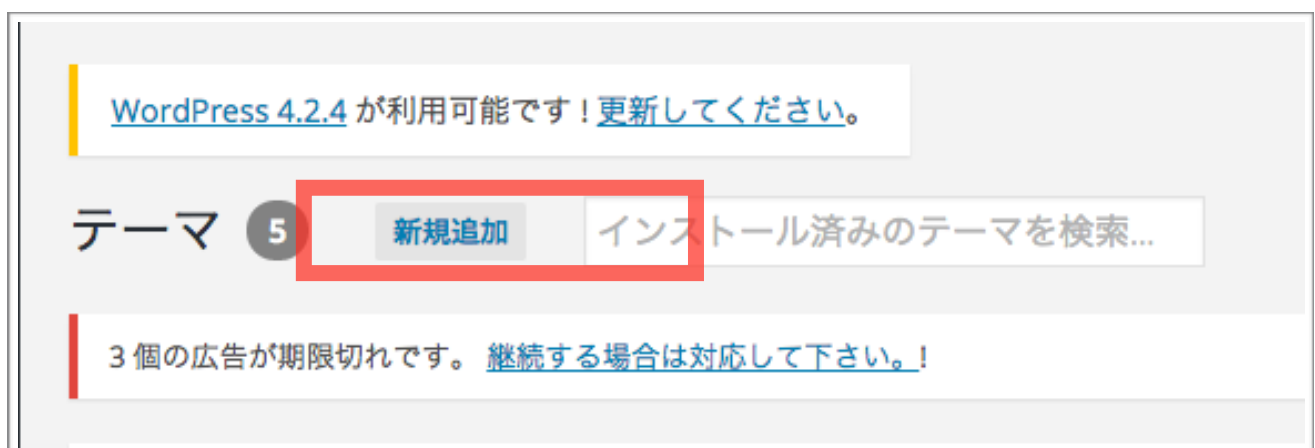 WordPress 4.2.4 が利用可能です ! 更新してください。
テーマ 5 新規追加 インストール済みのテーマを検索...
3 個の広告が期限切れです。 継続する場合は対応して下さい。!